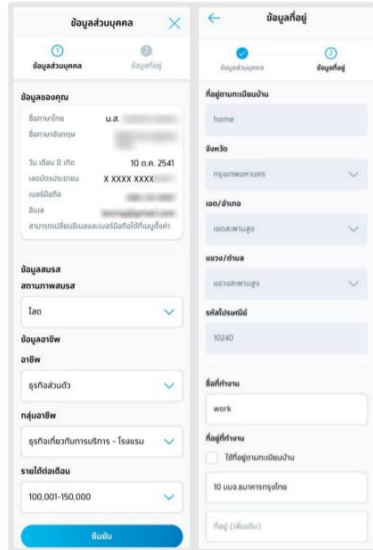 ข้อมูลส่วนบุคคล
1
2
ข้อมูลส่วนบุคคล
ข้อมูลที่อยู่
ข้อมูลของคุณ
ชื่อภาษาไทย น.ส.
ชื่อภาษาอังกฤษ
วัน เดือน ปี เกิด 10 ต.ค. 2541
เลขบัตรประชาชน X XXXX XXXX
เบอร์มือถือ
อีเมล
สามารถเปลี่ยนอีเมลและเบอร์มือถือได้ที่เมนูตั้งค่า
ข้อมูลสมรส
สถานภาพสมรส
โสด
ข้อมูลอาชีพ
อาชีพ
ธุรกิจส่วนตัว
กลุ่มอาชีพ
ธุรกิจเกี่ยวกับการบริการ - โรงแรม
รายได้ต่อเดือน
100,001-150,000
ยืนยัน
ข้อมูลที่อยู่
2
ข้อมูลส่วนบุคคล
ข้อมูลที่อยู่
ที่อยู่ตามทะเบียนบ้าน
home
จังหวัด
กรุงเทพมหานคร
เขต/อำเภอ
เขตสะพานสูง
แขวง/ตำบล
แขวงสะพานสูง
รหัสไปรษณีย์
10240
ชื่อที่ทำงาน
work
ที่อยู่ที่ทำงาน
ใช้ที่อยู่ตามทะเบียนบ้าน
10 บมจ.ธนาคารกรุงไทย
ที่อยู่ (เพิ่มเติม)